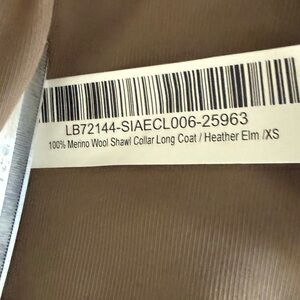 LB72144-SIAECL006-25963
100% Merino Wool Shawl Collar Long Coat / Heather Elm /XS